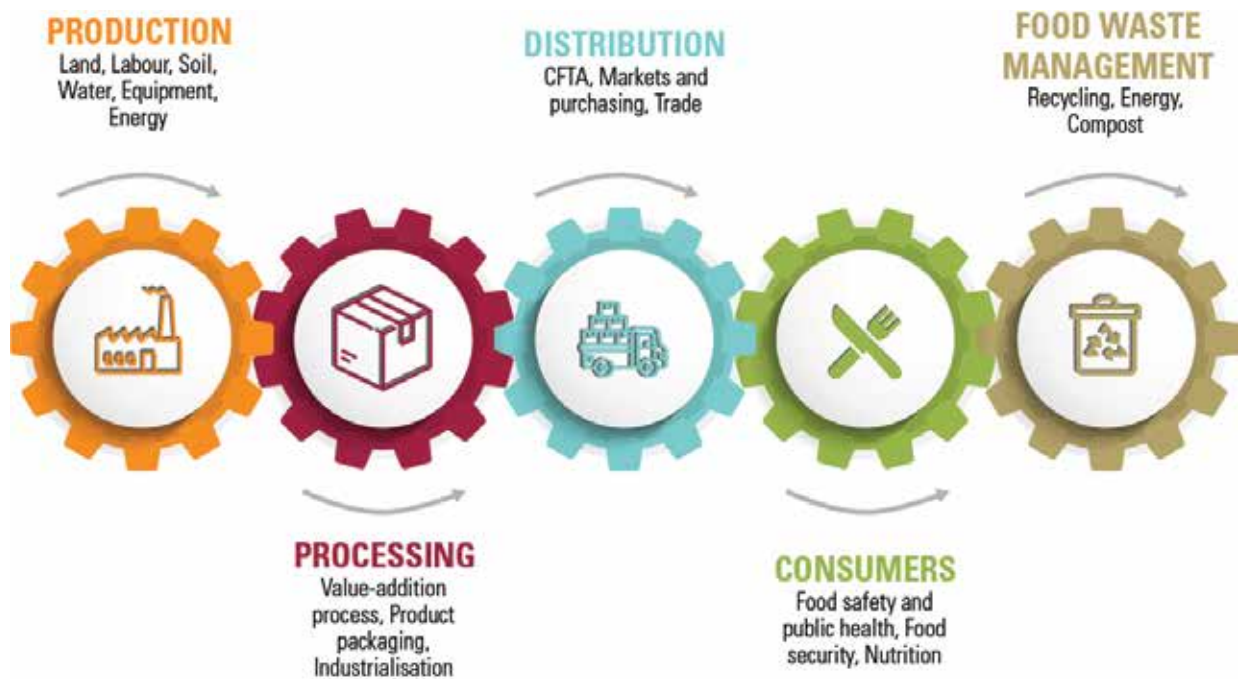 PRODUCTION
Land, Labour, Soil,
Water, Equipment,
Energy
PROCESSING
Value-addition
process, Product
packaging,
Industrialisation
DISTRIBUTION
CFTA, Markets and
purchasing, Trade
CONSUMERS
Food safety and
public health, Food
security, Nutrition
FOOD WASTE
MANAGEMENT
Recycling, Energy,
Compost